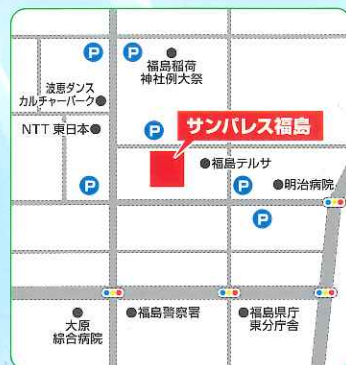 P
P
福島稲荷
神社例大祭
波恵ダンス
カルチャーパーク
NTT 東日本
P
サンパレス福島
福島テルサ
P
P
明治病院
P
大原
綜合病院
福島警察署
福島県庁
東分庁舎